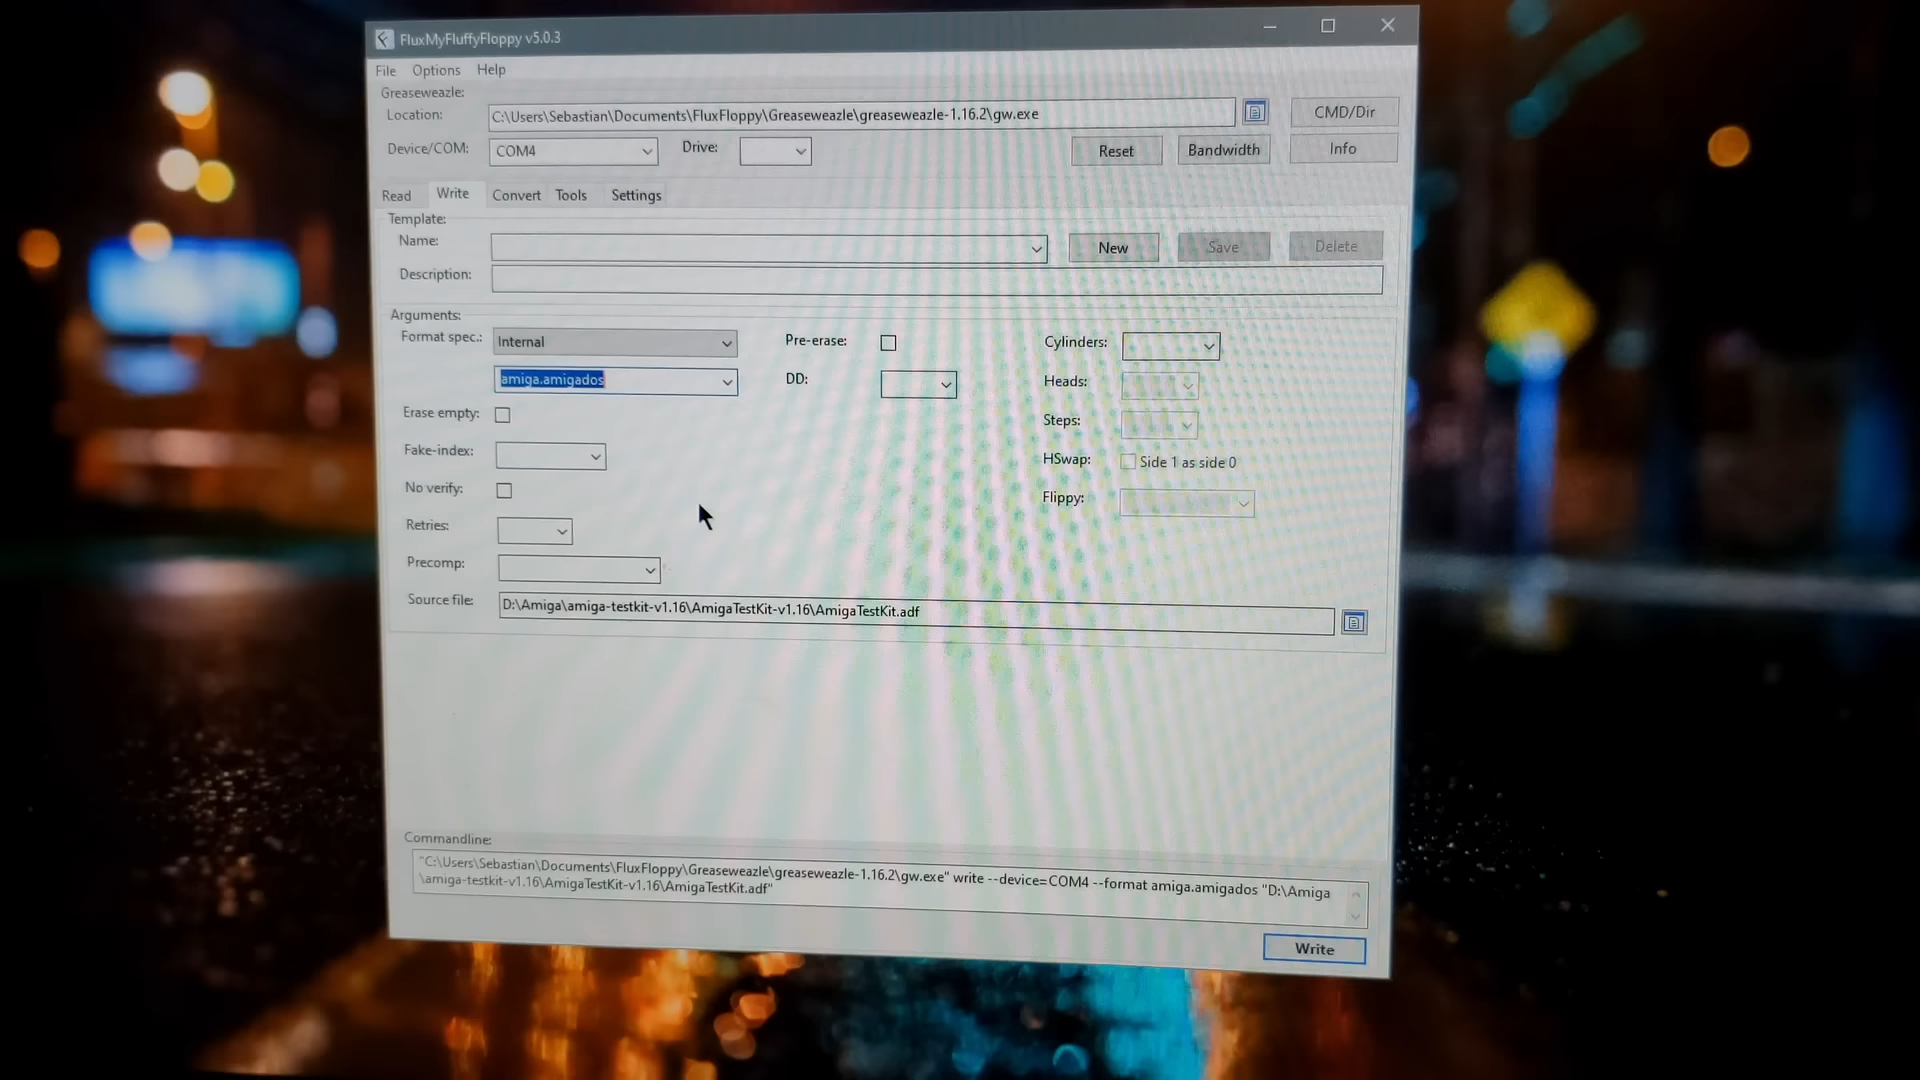 FluxMyFluffyFloppy v5.0.3
File Options Help
Greaseweazle:
Location: C:\Users\Sebastian\Documents\FluxFloppy\Greaseweazle\greaseweazle-1.16.2\gw.exe CMD/Dir
Device/COM: COM4 Drive: Reset Bandwidth Info
Read Write Convert Tools Settings
Template:
Name: New Save Delete
Description:
Arguments:
Format spec.: Internal Pre-erase: Cylinders:
amiga.amigados DD: Heads:
Erase empty: Steps:
Fake-index: HSwap: Side 1 as side 0
No verify: Flippy:
Retries:
Precomp:
Source file: D:\Amiga\amiga-testkit-v1.16\AmigaTestKit-v1.16\AmigaTestKit.adf
Commandline:
"C:\Users\Sebastian\Documents\FluxFloppy\Greaseweazle\greaseweazle-1.16.2\gw.exe" write --device=COM4 --format amiga.amigados "D:\Amiga
\amiga-testkit-v1.16\AmigaTestKit-v1.16\AmigaTestKit.adf"
Write